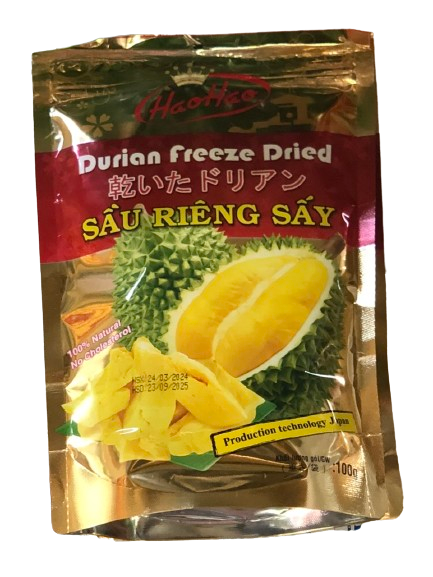 HaoHao
Durian Freeze Dried
乾いたドリアン
SẦU RIÊNG SẤY
100% Natural
No Cholesterol
NSX:24/03/2024
HSD:23/09/2025
Production technology Japan
:100g